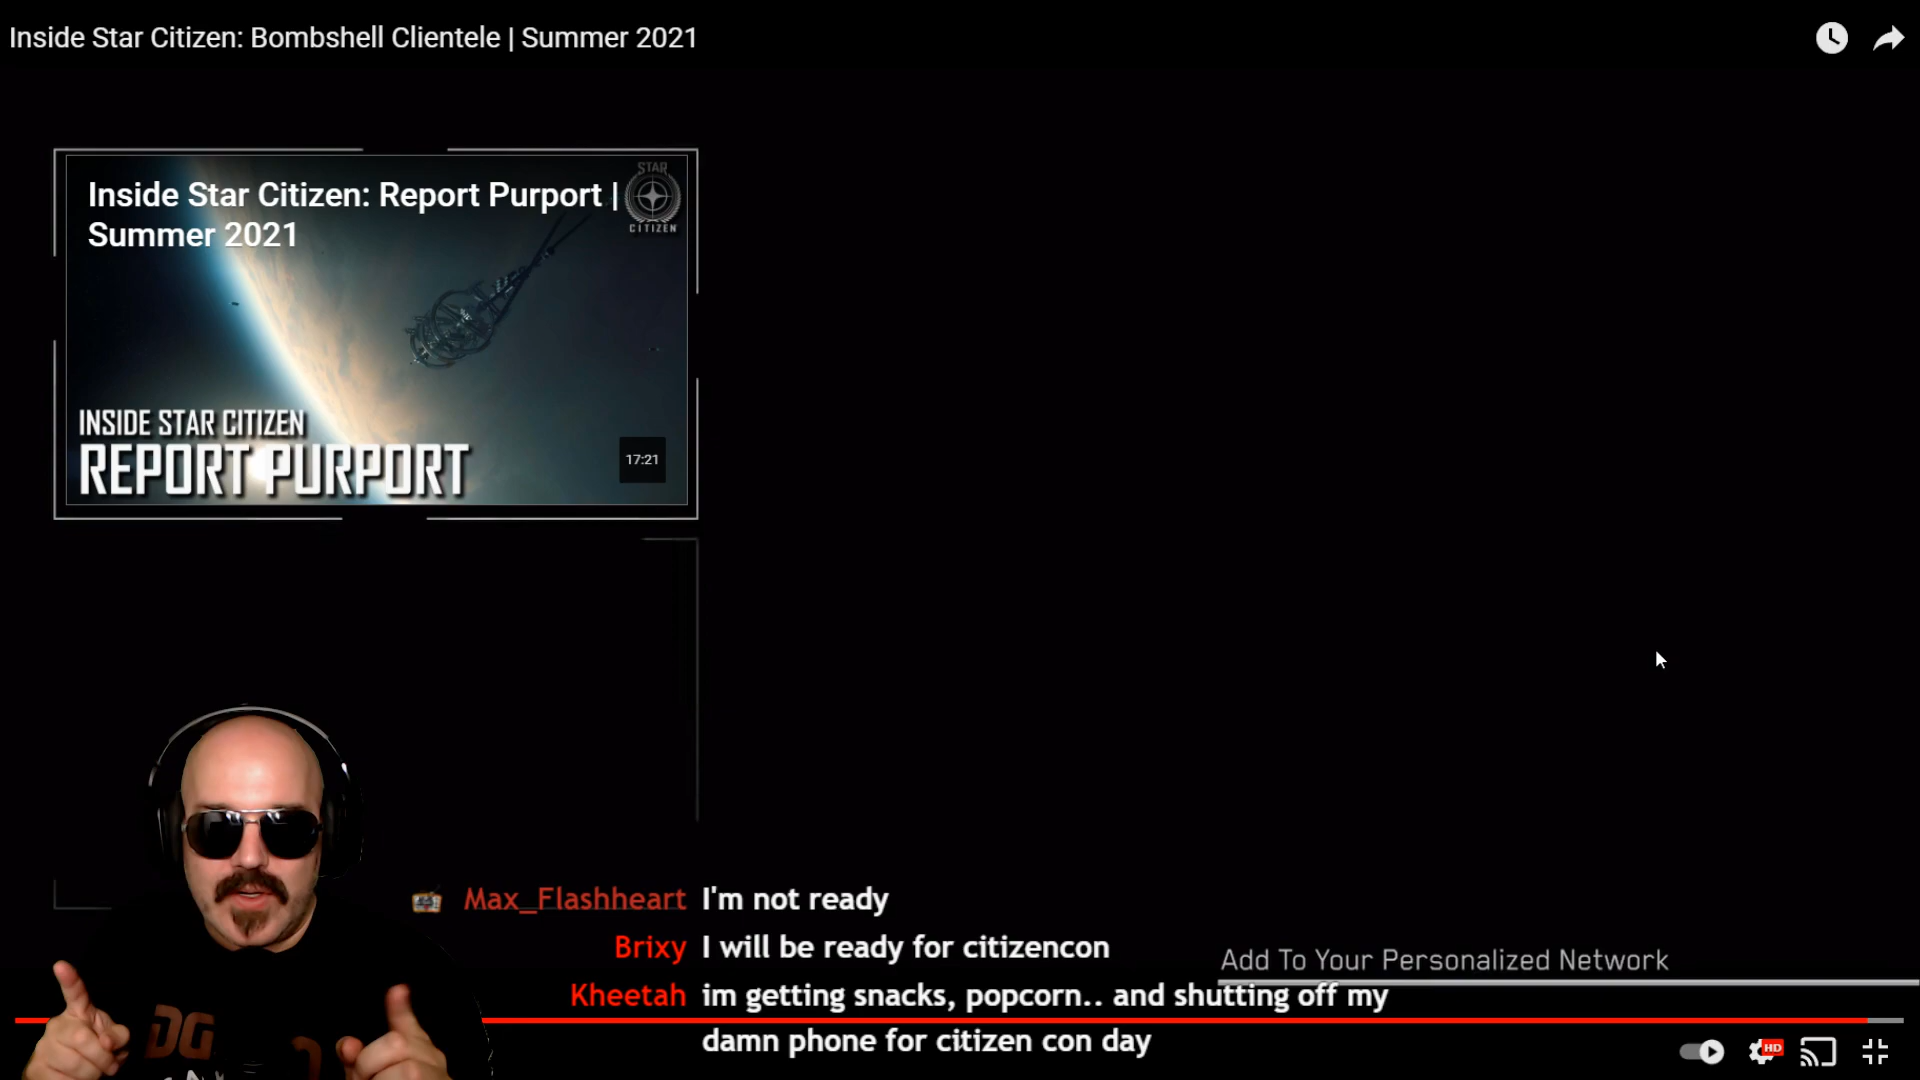 Inside Star Citizen: Bombshell Clientele | Summer 2021
Inside Star Citizen: Report Purport |
Summer 2021
STAR
CITIZEN
INSIDE STAR CITIZEN
REPORT PURPORT
17:21
Max_Flashheart I'm not ready
Brixy I will be ready for citizencon
Add To Your Personalized Network
Kheetah im getting snacks, popcorn.. and shutting off my
damn phone for citizen con day
HD
DG